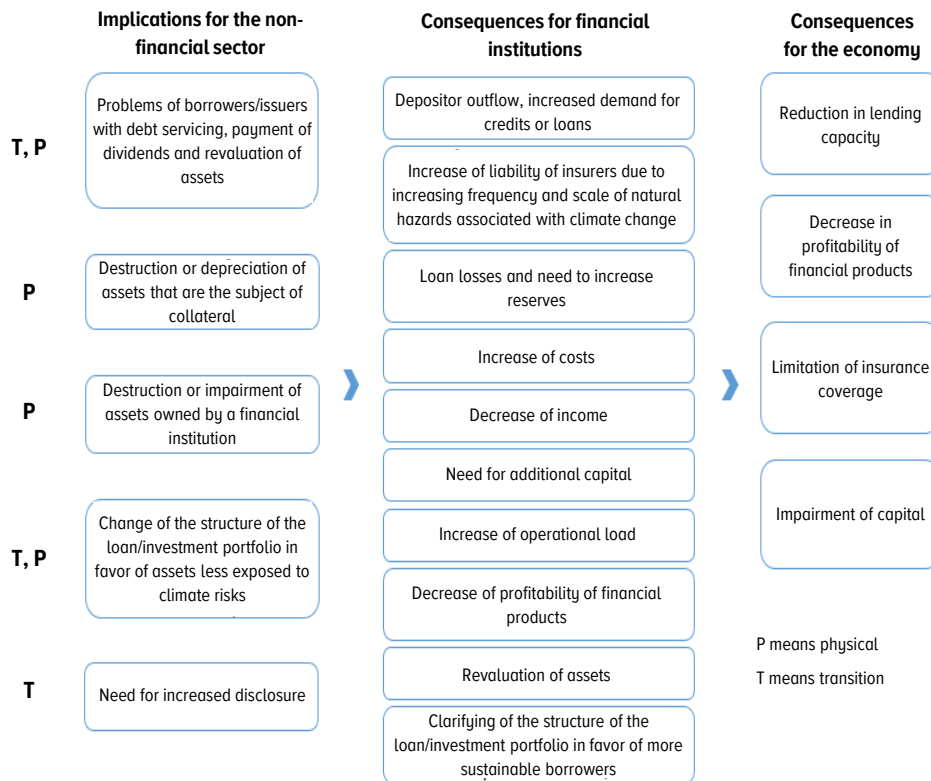 Implications for the non-
financial sector
T, P
Problems of borrowers/issuers
with debt servicing, payment of
dividends and revaluation of
assets
P
Destruction or depreciation of
assets that are the subject of
collateral
P
Destruction or impairment of
assets owned by a financial
institution
T, P
Change of the structure of the
loan/investment portfolio in
favor of assets less exposed to
climate risks
T
Need for increased disclosure
Consequences for financial
institutions
Depositor outflow, increased demand for
credits or loans
Increase of liability of insurers due to
increasing frequency and scale of natural
hazards associated with climate change
Loan losses and need to increase
reserves
Increase of costs
Decrease of income
Need for additional capital
Increase of operational load
Decrease of profitability of financial
products
Revaluation of assets
Clarifying of the structure of the
loan/investment portfolio in favor of more
sustainable borrowers
Consequences
for the economy
Reduction in lending
capacity
Decrease in
profitability of
financial products
Limitation of insurance
coverage
Impairment of capital
P means physical
T means transition